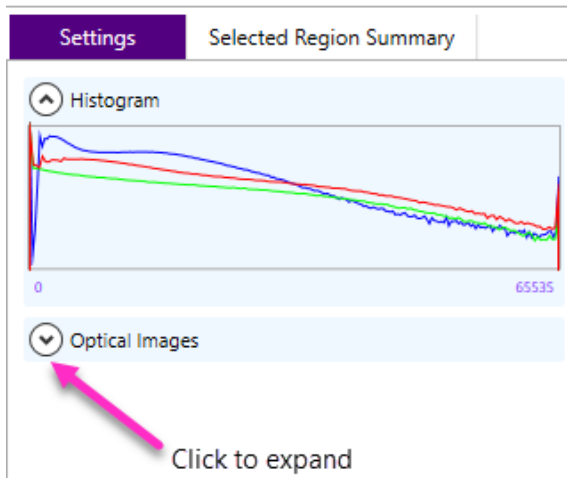 Settings Selected Region Summary
Histogram
0 65535
Optical Images
Click to expand